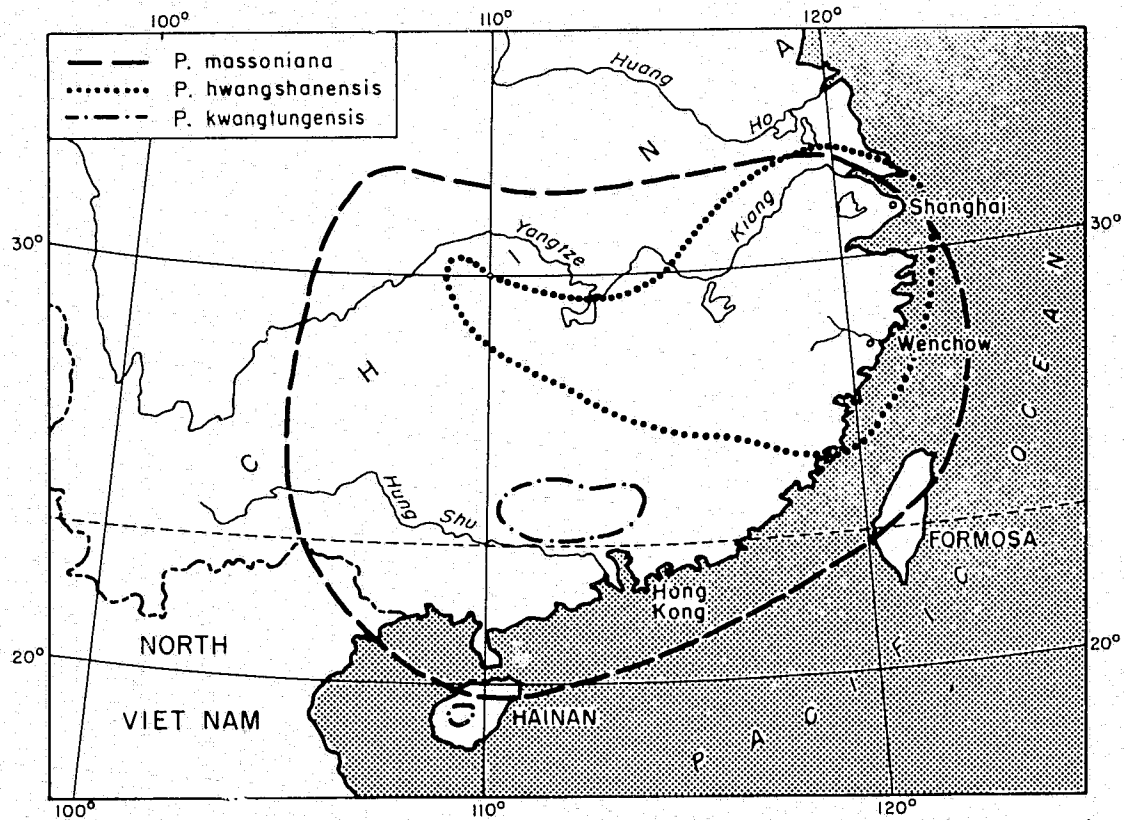 100°
110°
120°
P. massoniana
P. hwangshanensis
P. kwangtungensis
Huang
Ho
Yangtze
Kiang
Shanghai
30°
30°
Wenchow
C H I N A
Hung
Shu
FORMOSA
Hong
Kong
NORTH
VIET NAM
HAINAN
20°
20°
PACIFIC OCEAN
100°
110°
120°